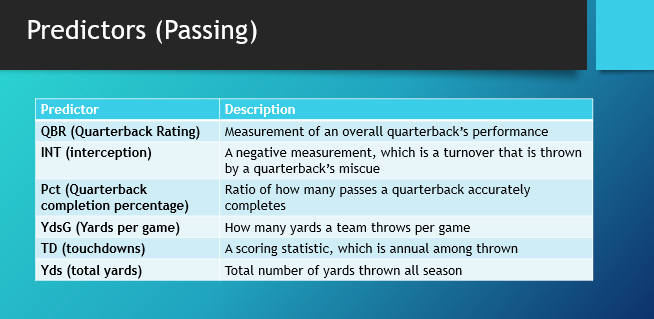 Predictors (Passing)
Predictor Description
QBR (Quarterback Rating) Measurement of an overall quarterback's performance
INT (interception) A negative measurement, which is a turnover that is thrown
by a quarterback's miscue
Pct (Quarterback Ratio of how many passes a quarterback accurately
completion percentage) completes
YdsG (Yards per game) How many yards a team throws per game
TD (touchdowns) A scoring statistic, which is annual among thrown
Yds (total yards) Total number of yards thrown all season